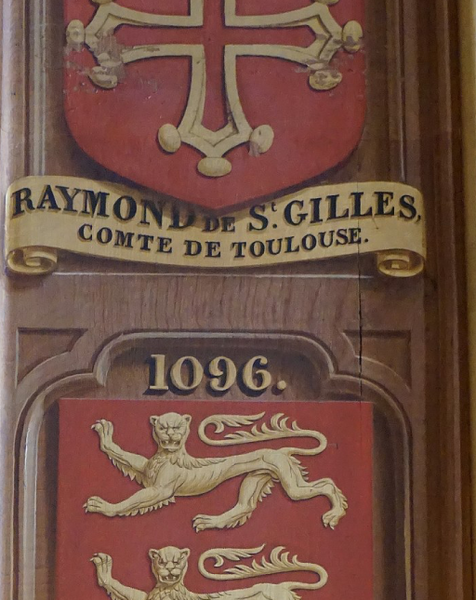 RAYMOND DE St. GILLES,
COMTE DE TOULOUSE.
1096.